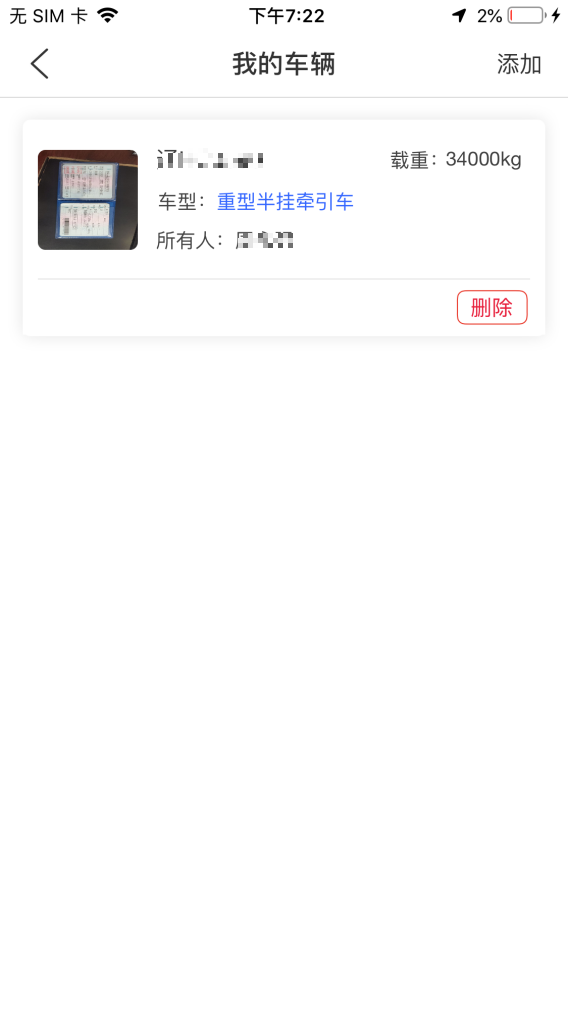 无 SIM 卡 下午7:22 2%
我的车辆 添加
载重：34000kg
车型：重型半挂牵引车
所有人：
删除